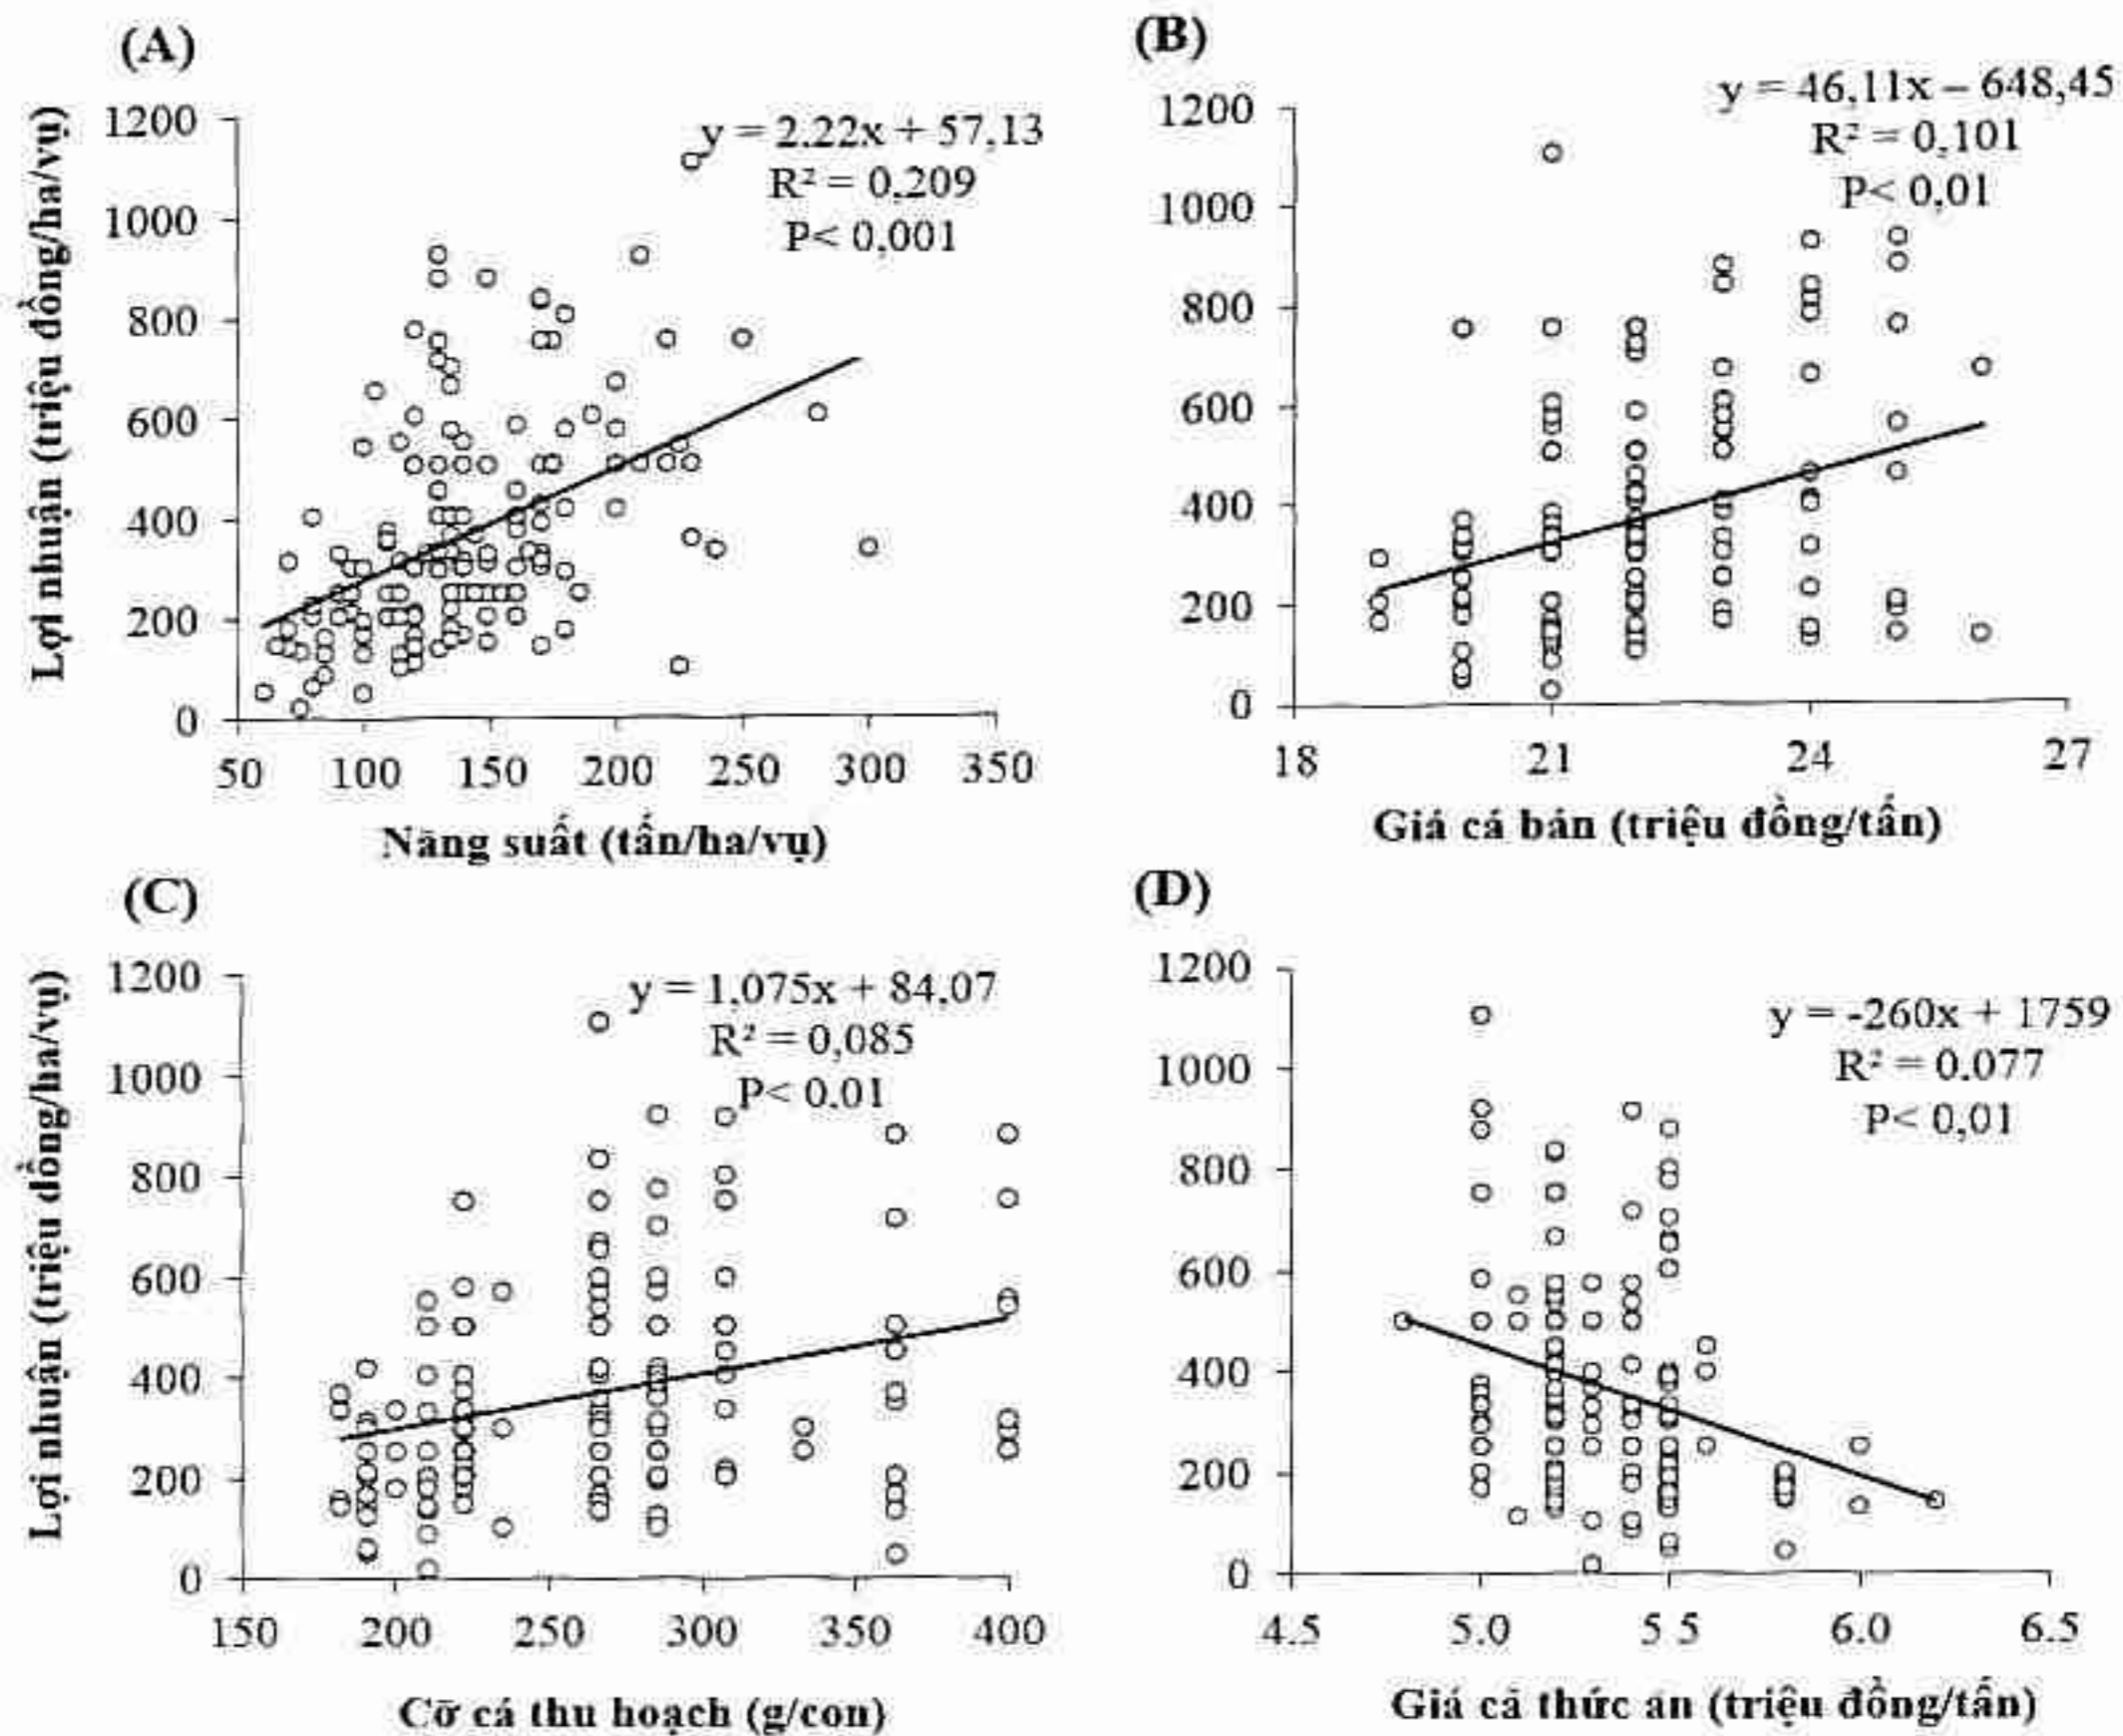 (A)
y = 2.22x + 57,13
R² = 0,209
P< 0,001
Lợi nhuận (triệu đồng/ha/vụ)
1200
1000
800
600
400
200
0
50 100 150 200 250 300 350
Năng suất (tấn/ha/vụ)
(B)
y = 46,11x – 648,45
R² = 0,101
P< 0,01
1200
1000
800
600
400
200
0
18 21 24 27
Giá cá bán (triệu đồng/tấn)
(C)
y = 1,075x + 84,07
R² = 0,085
P< 0.01
Lợi nhuận (triệu đồng/ha/vụ)
1200
1000
800
600
400
200
0
150 200 250 300 350 400
Cỡ cá thu hoạch (g/con)
(D)
y = -260x + 1759
R² = 0.077
P< 0,01
1200
1000
800
600
400
200
0
4.5 5.0 5.5 6.0 6.5
Giá cả thức ăn (triệu đồng/tấn)